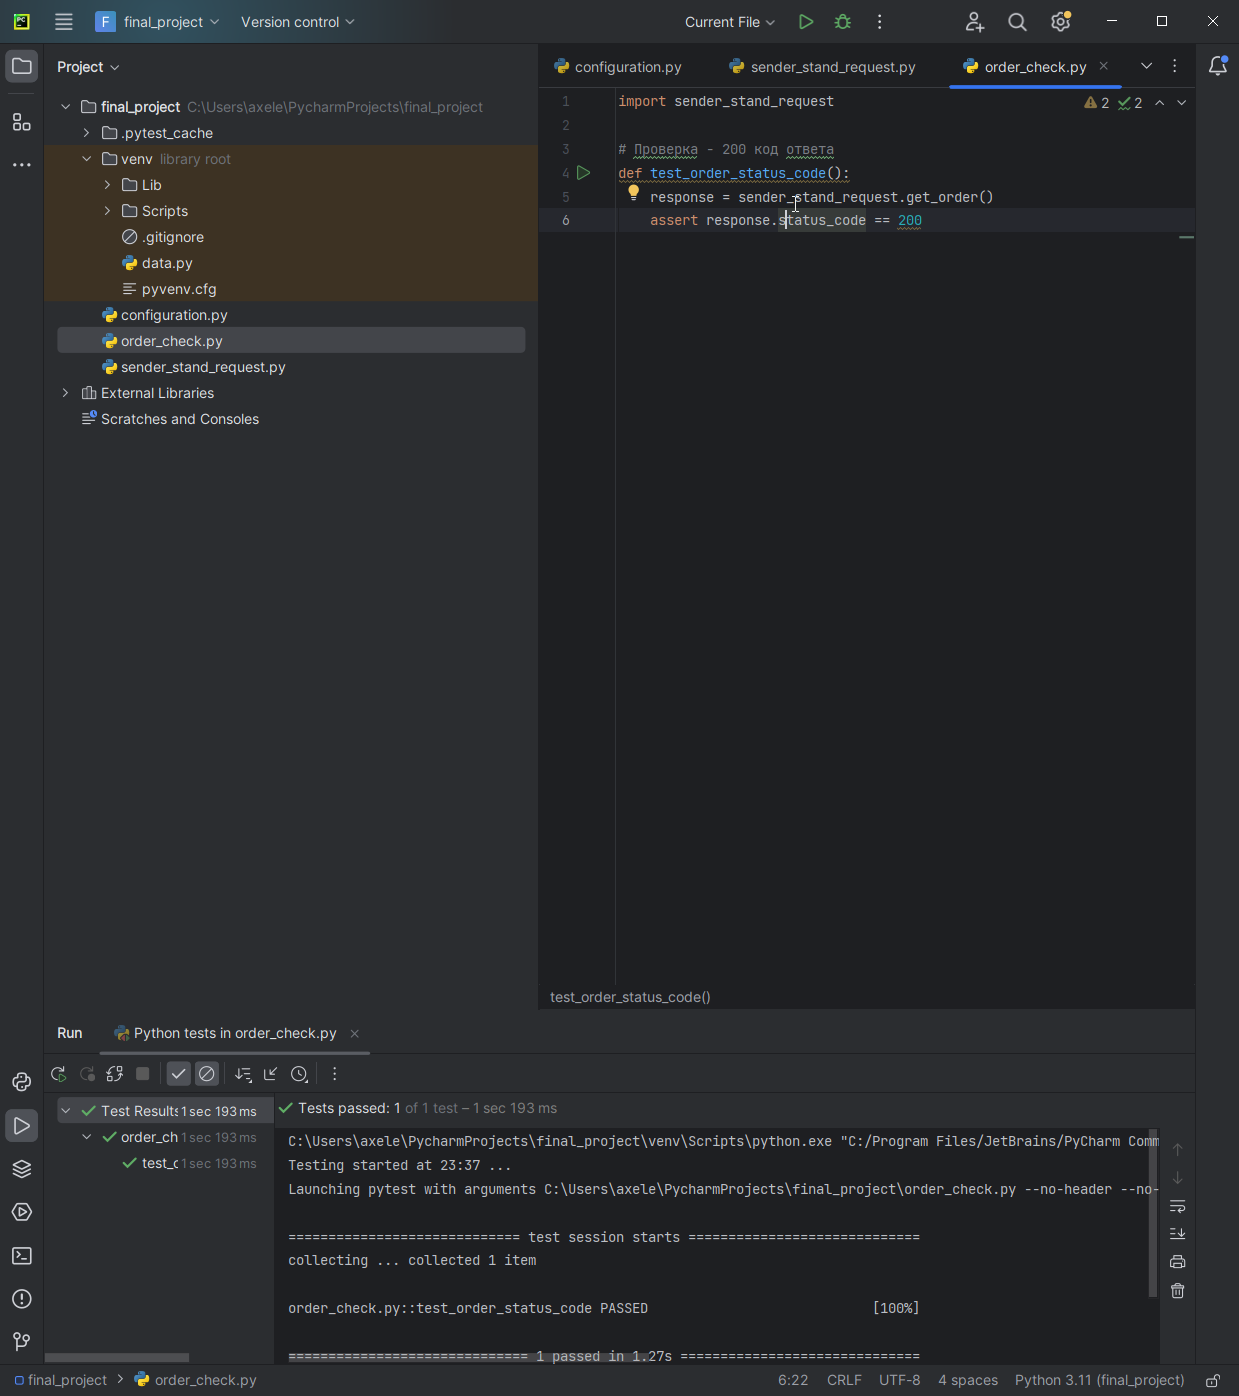 PC
F final_project Version control Current File
Project
final_project C:\Users\axele\PycharmProjects\final_project
.pytest_cache
venv library root
Lib
Scripts
.gitignore
data.py
pyvenv.cfg
configuration.py
order_check.py
sender_stand_request.py
External Libraries
Scratches and Consoles
configuration.py sender_stand_request.py order_check.py
2 2
1 import sender_stand_request
2
3 # Проверка - 200 код ответа
4 def test_order_status_code():
5 response = sender_stand_request.get_order()
6 assert response.status_code == 200
test_order_status_code()
Run Python tests in order_check.py
Test Results 1 sec 193 ms
order_ch 1 sec 193 ms
test_c 1 sec 193 ms
Tests passed: 1 of 1 test – 1 sec 193 ms
C:\Users\axele\PycharmProjects\final_project\venv\Scripts\python.exe "C:/Program Files/JetBrains/PyCharm Comm
Testing started at 23:37 ...
Launching pytest with arguments C:\Users\axele\PycharmProjects\final_project\order_check.py --no-header --no-
============================= test session starts =============================
collecting ... collected 1 item
order_check.py::test_order_status_code PASSED [100%]
============================== 1 passed in 1.27s ==============================
final_project order_check.py 6:22 CRLF UTF-8 4 spaces Python 3.11 (final_project)